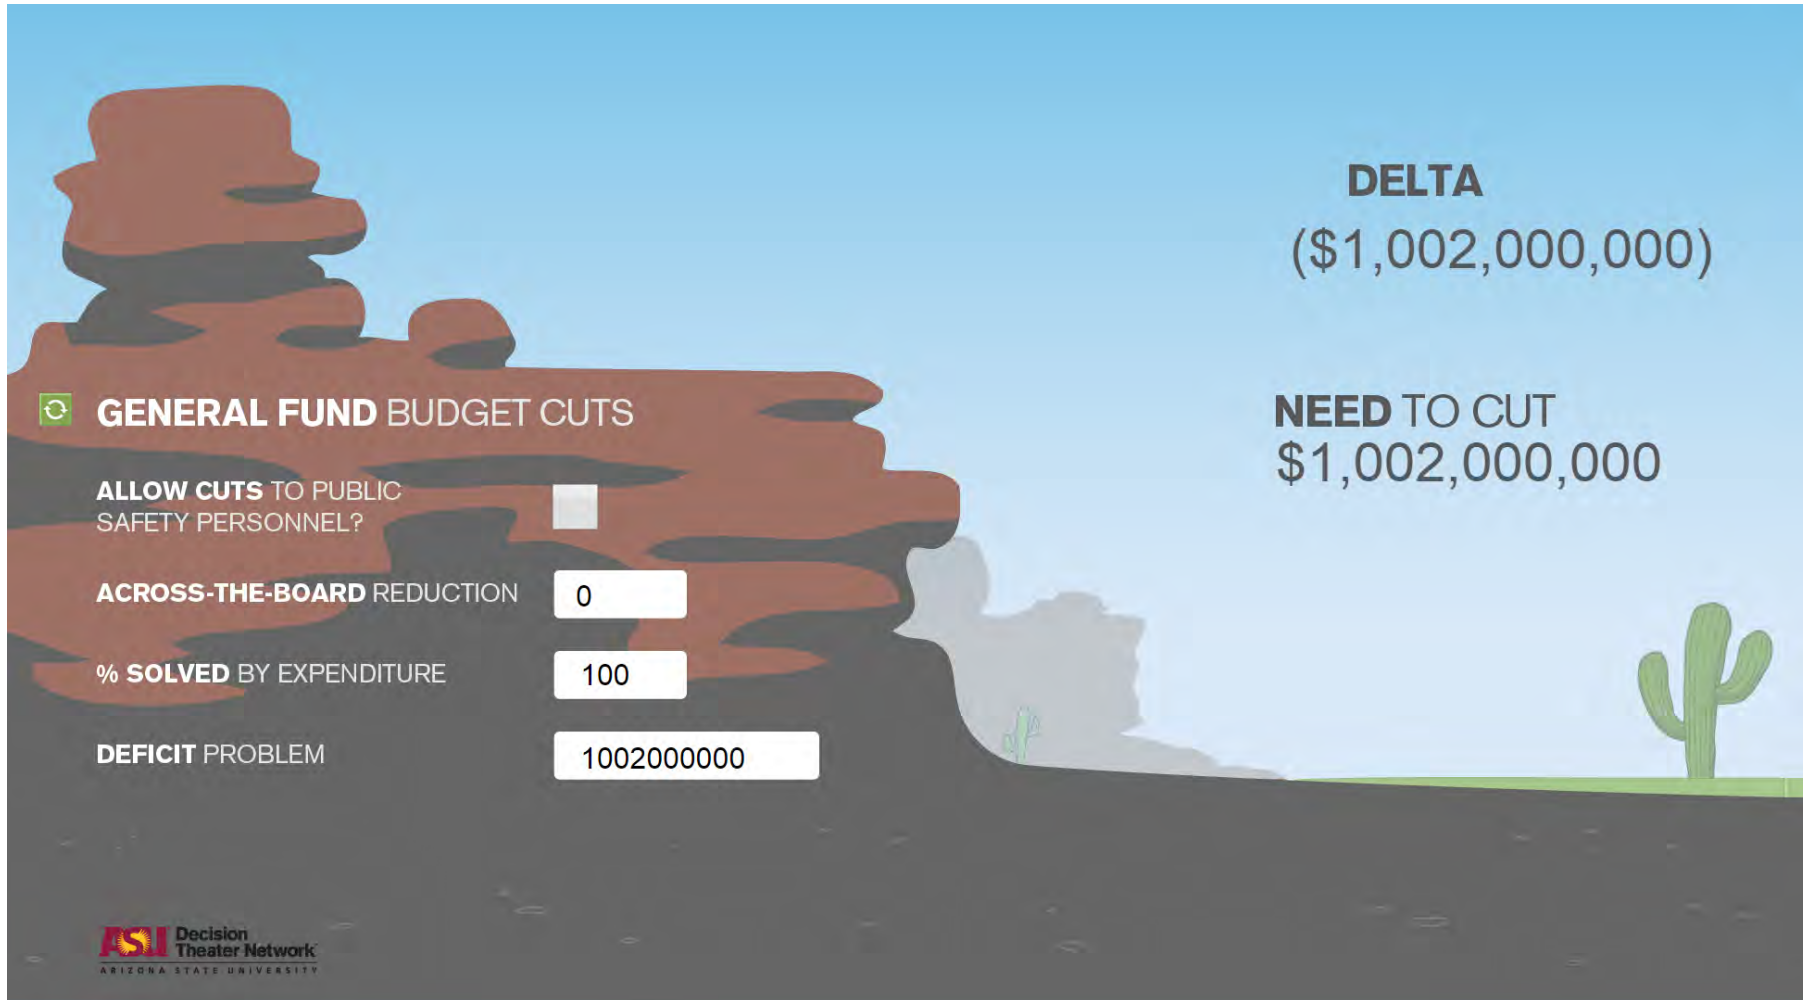 DELTA
($1,002,000,000)
GENERAL FUND BUDGET CUTS
NEED TO CUT
$1,002,000,000
ALLOW CUTS TO PUBLIC
SAFETY PERSONNEL?
ACROSS-THE-BOARD REDUCTION 0
% SOLVED BY EXPENDITURE 100
DEFICIT PROBLEM 1002000000
ASU Decision
Theater Network
ARIZONA STATE UNIVERSITY